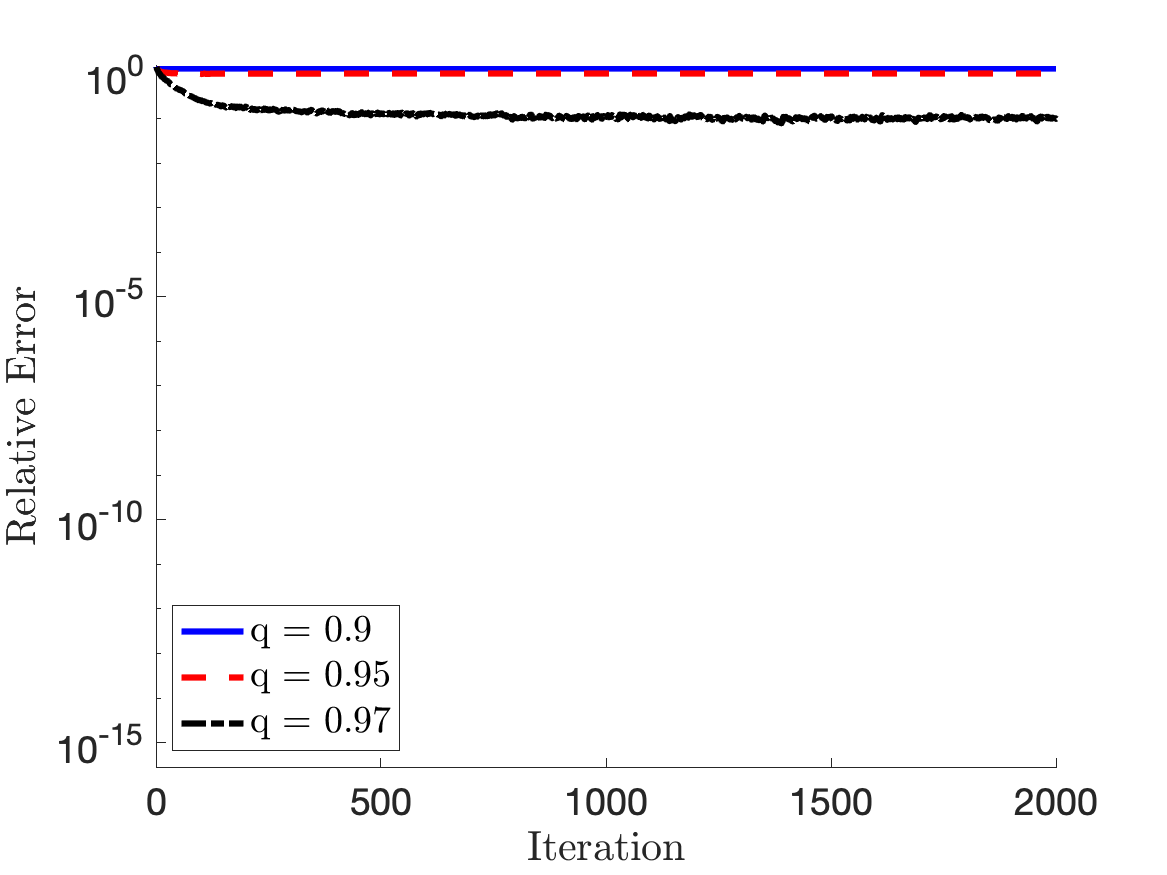 10^0
10^-5
10^-10
10^-15
Relative Error
q = 0.9
q = 0.95
q = 0.97
0 500 1000 1500 2000
Iteration